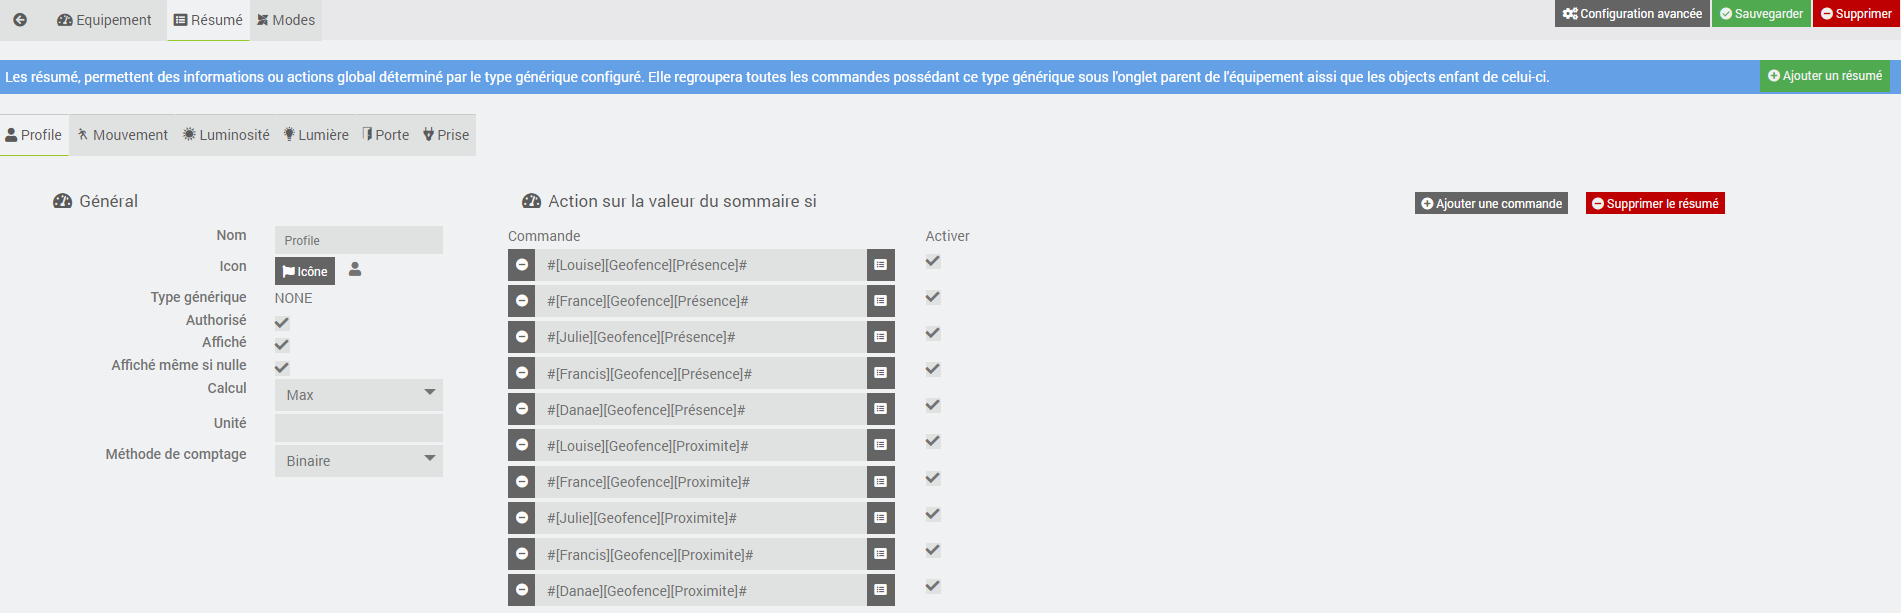 Equipement Résumé Modes Configuration avancée Sauvegarder Supprimer
Les résumé, permettent des informations ou actions global déterminé par le type générique configuré. Elle regroupera toutes les commandes possédant ce type générique sous l'onglet parent de l'équipement aissi que les objects enfant de celui-ci. Ajouter un résumé
Profile Mouvement Luminosité Lumière Porte Prise
Général
Nom Profile
Icon Icône
Type générique NONE
Authorisé
Affiché
Affiché même si nulle
Calcul Max
Unité
Méthode de comptage Binaire
Action sur la valeur du sommaire si Ajouter une commande Supprimer le résumé
Commande Activer
#[Louise][Geofence][Présence]#
#[France][Geofence][Présence]#
#[Julie][Geofence][Présence]#
#[Francis][Geofence][Présence]#
#[Danae][Geofence][Présence]#
#[Louise][Geofence][Proximite]#
#[France][Geofence][Proximite]#
#[Julie][Geofence][Proximite]#
#[Francis][Geofence][Proximite]#
#[Danae][Geofence][Proximite]#